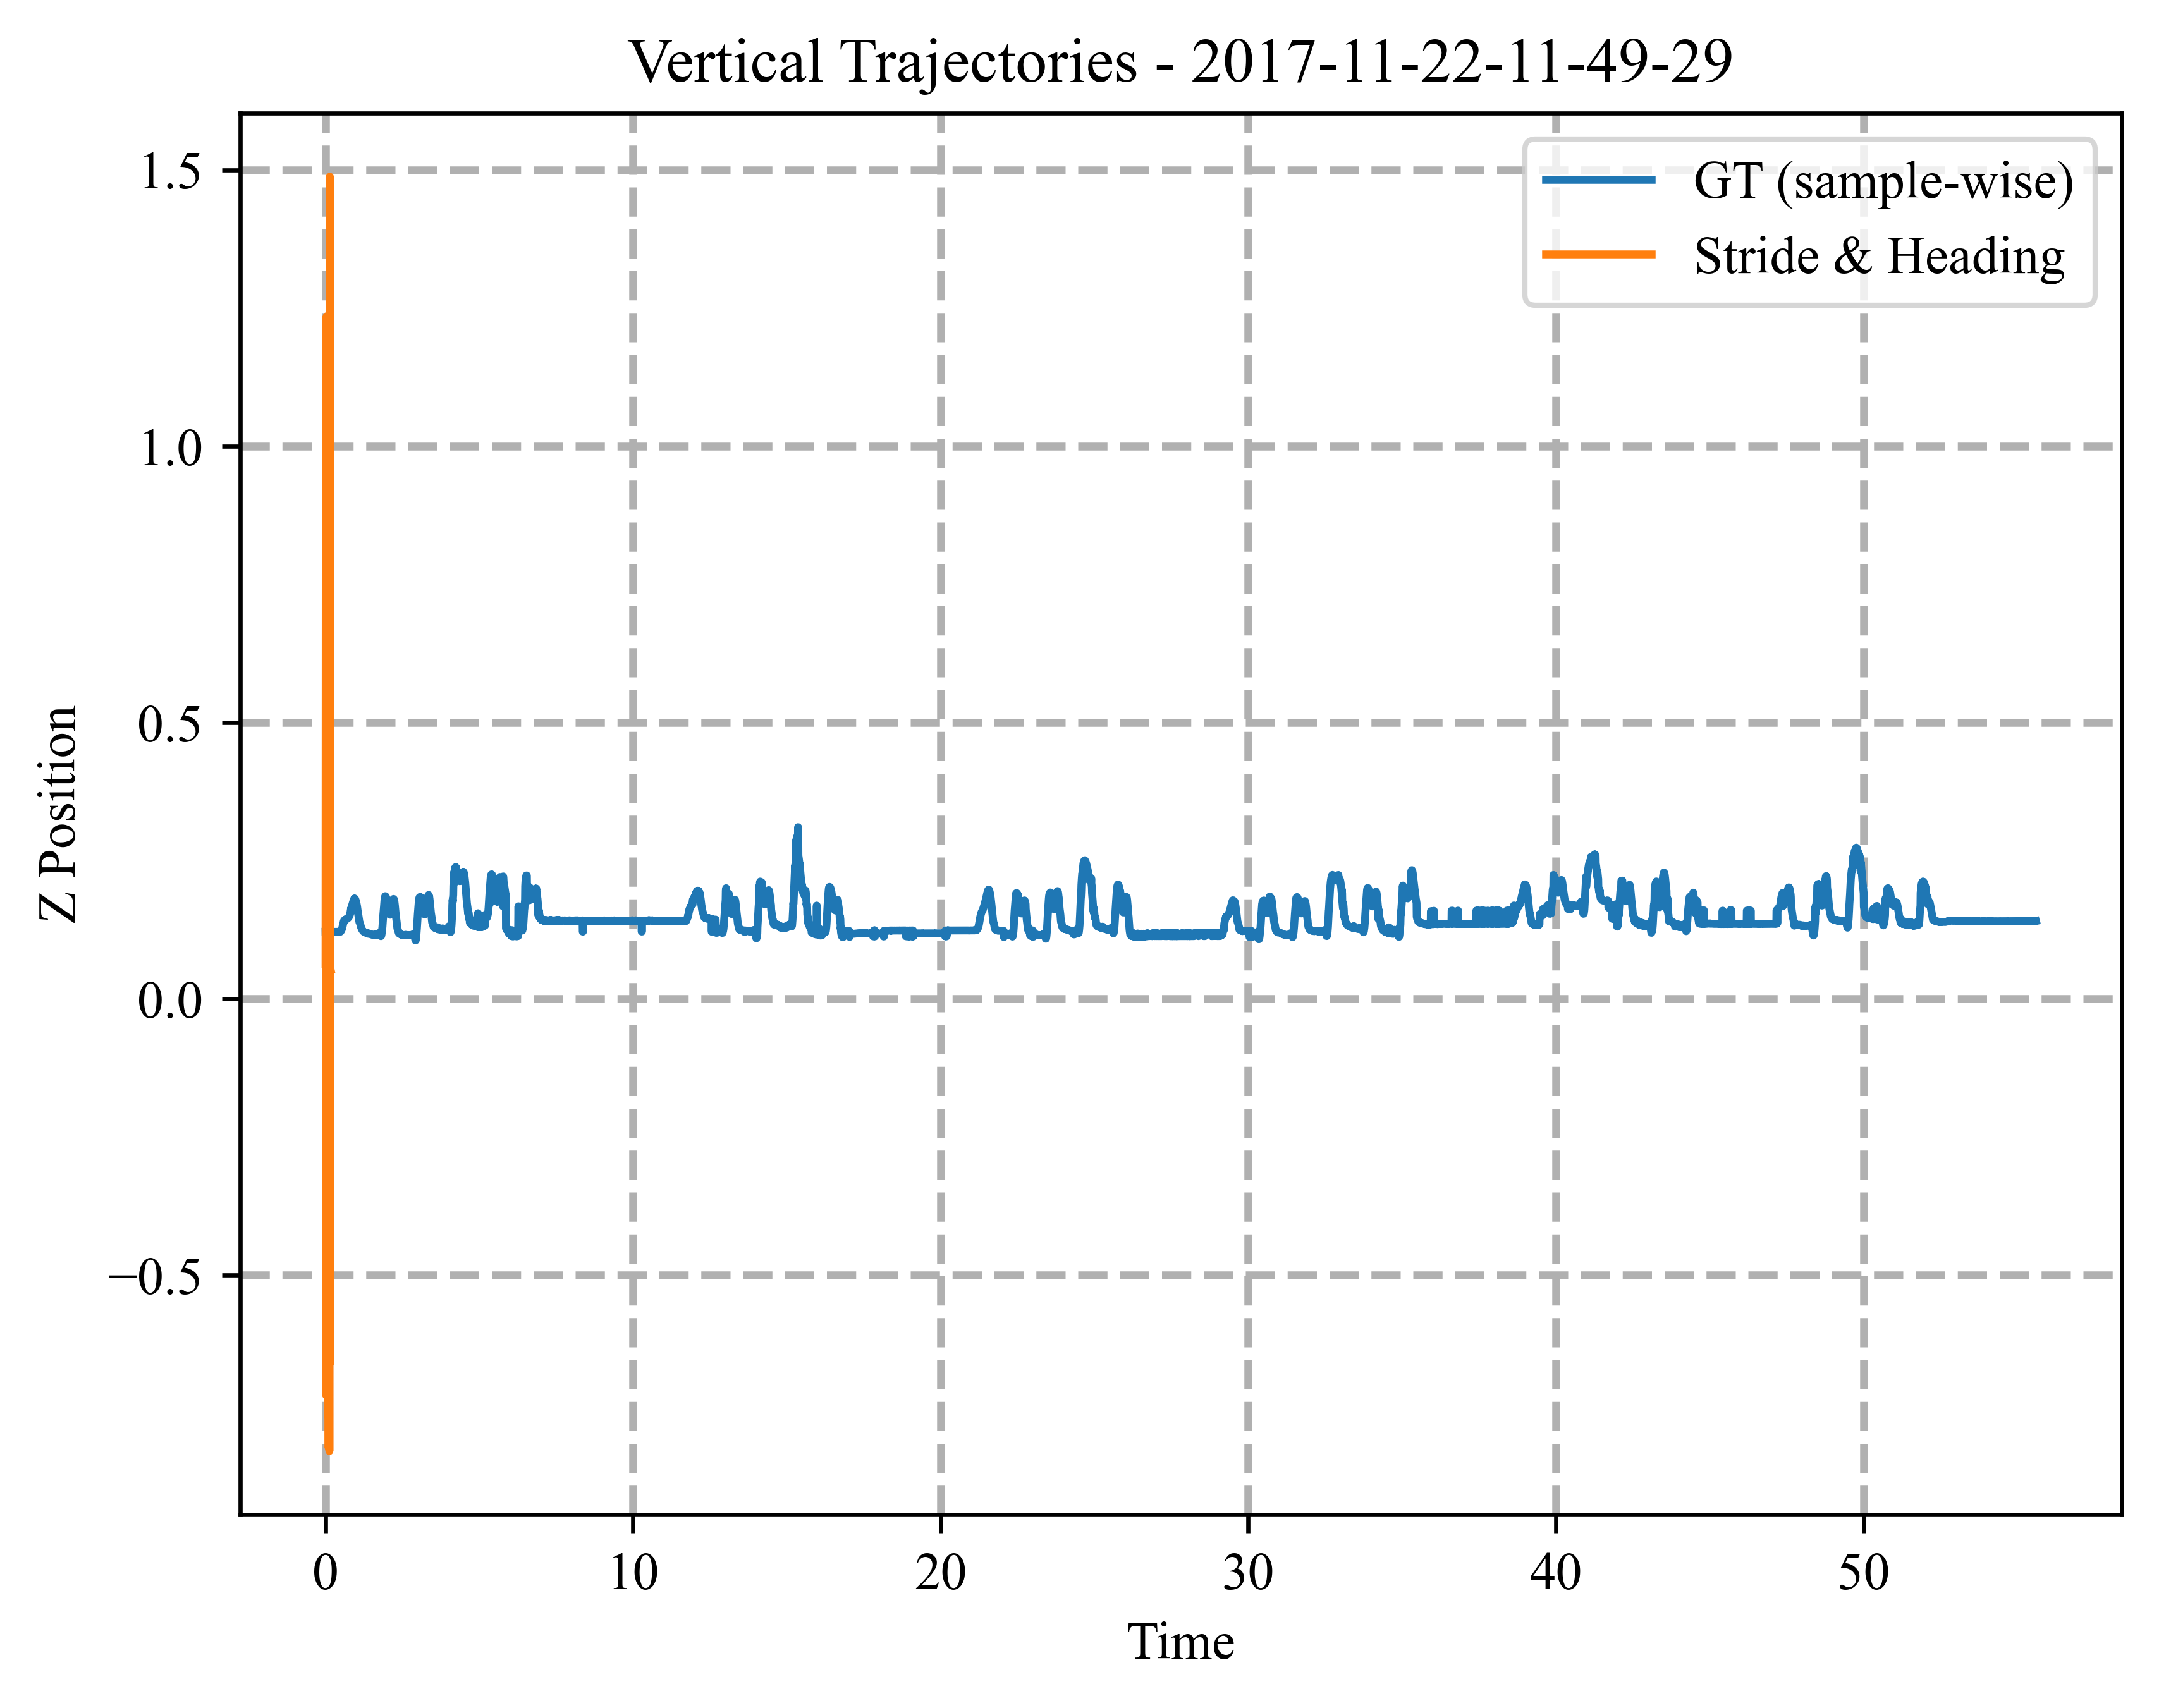 Vertical Trajectories - 2017-11-22-11-49-29
GT (sample-wise)
Stride & Heading
Z Position
1.5
1.0
0.5
0.0
−0.5
0 10 20 30 40 50
Time